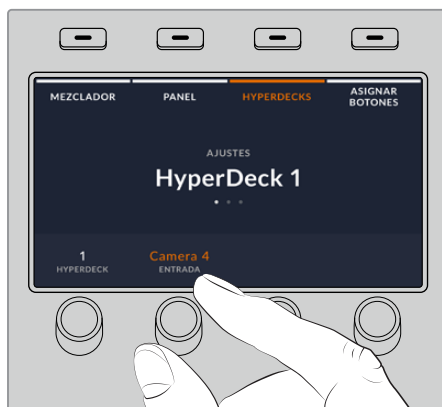 MEZCLADOR
PANEL
HYPERDECKS
ASIGNAR
BOTONES
AJUSTES
HyperDeck 1
1
HYPERDECK
Camera 4
ENTRADA